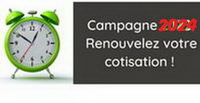 Campagne 2024
Renouvelez votre
cotisation !